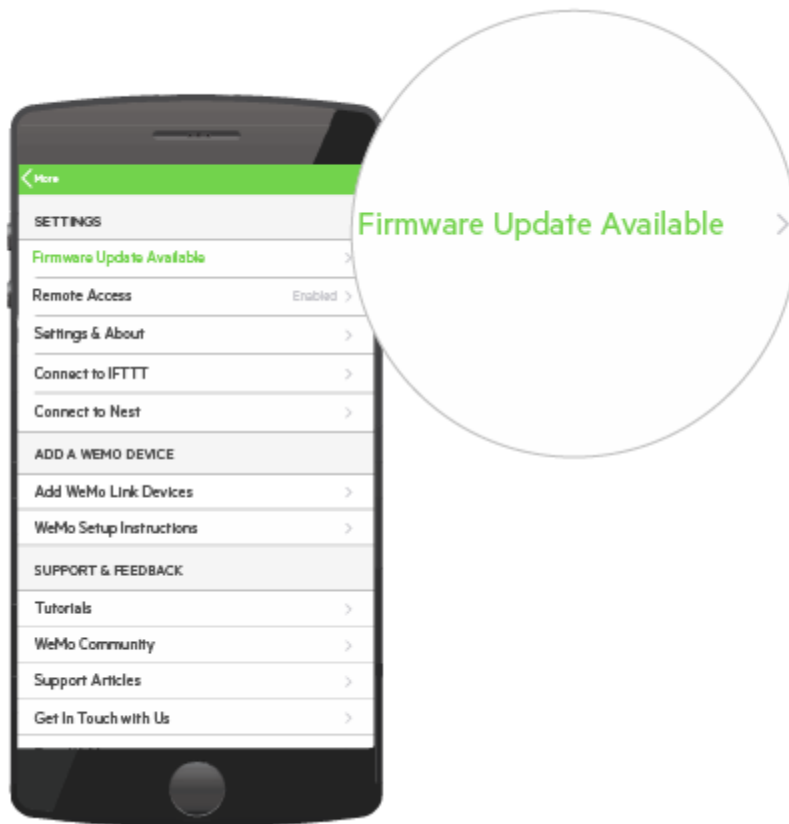 More
SETTINGS
Firmware Update Available
Remote Access Enabled
Settings & About
Connect to IFTTT
Connect to Nest
ADD A WEMO DEVICE
Add WeMo Link Devices
WeMo Setup Instructions
SUPPORT & FEEDBACK
Tutorials
WeMo Community
Support Articles
Get In Touch with Us
Firmware Update Available